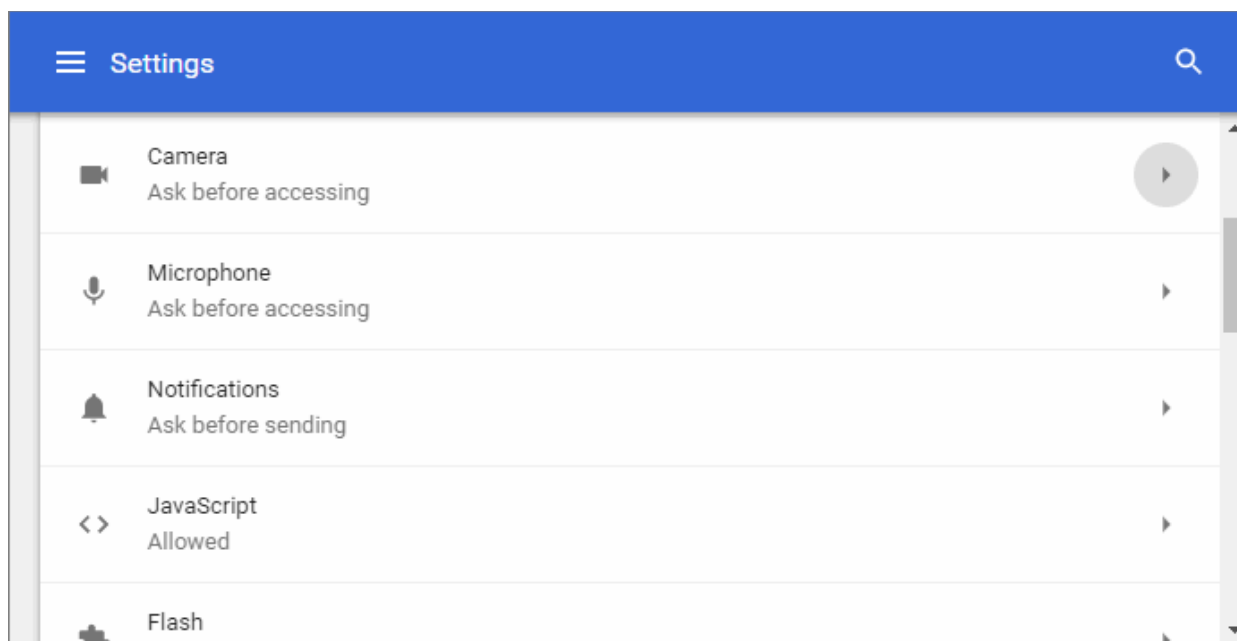 Settings
Camera
Ask before accessing
Microphone
Ask before accessing
Notifications
Ask before sending
JavaScript
Allowed
Flash